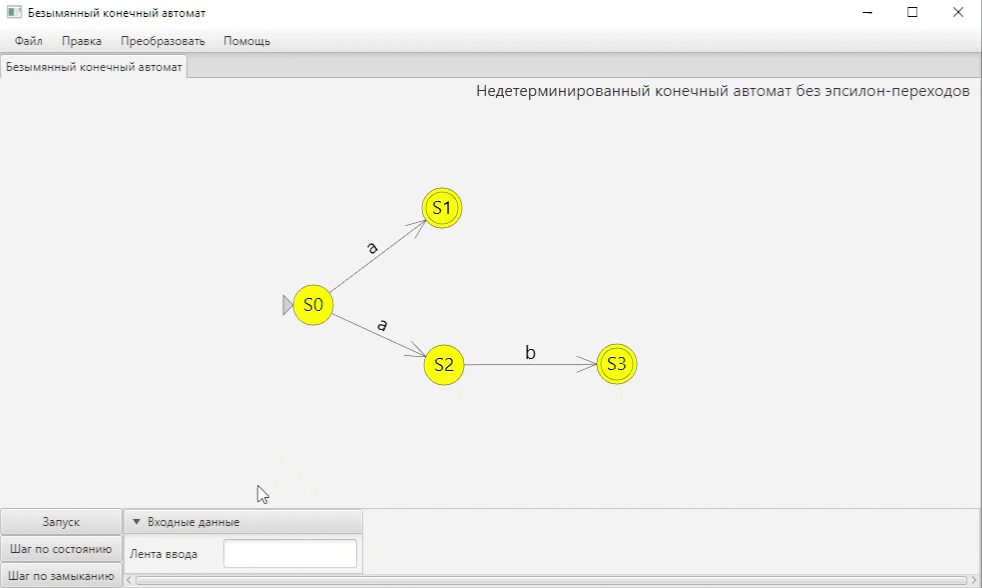 Безымянный конечный автомат
Файл Правка Преобразовать Помощь
Безымянный конечный автомат
Недетерминированный конечный автомат без эпсилон-переходов
S1
a
S0
a
S2
b
S3
Запуск
Входные данные
Шаг по состоянию
Лента ввода
Шаг по замыканию